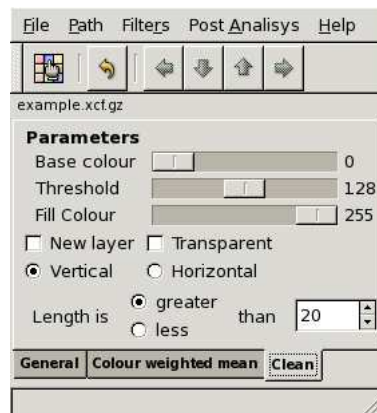 File Path Filters Post Analisys Help
example.xcf.gz
Parameters
Base colour 0
Threshold 128
Fill Colour 255
New layer Transparent
Vertical Horizontal
Length is greater less than 20
General Colour weighted mean Clean